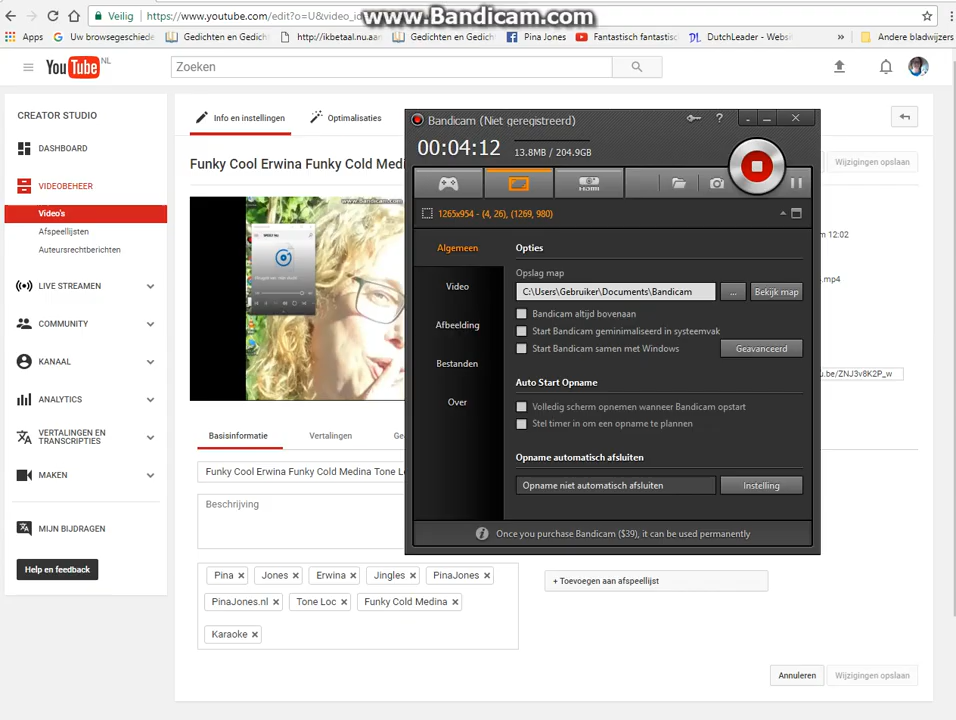 Veilig
https://www.youtube.com/edit?o=U&video_id
www.Bandicam.com
Apps
Uw browsegeschiede
Gedichten en Gedich
http://ikbetaal.nu.aan
Gedichten en Gedich
Pina Jones
Fantastisch fantastisc
DutchLeader - Websi
»
Andere bladwijzers
YouTube NL
Zoeken
CREATOR STUDIO
DASHBOARD
VIDEOBEHEER
Video's
Afspeellijsten
Auteursrechtberichten
LIVE STREAMEN
COMMUNITY
KANAAL
ANALYTICS
VERTALINGEN EN
TRANSCRIPTIES
MAKEN
MIJN BIJDRAGEN
Help en feedback
Info en instellingen
Optimalisaties
Wijzigingen opslaan
Funky Cool Erwina Funky Cold Medi
www.Bandicam.com
m 12:02
.mp4
u.be/ZNJ3v8K2P_w
Bandicam (Niet geregistreerd)
00:04:12
13.8MB / 204.9GB
HDMI
1265x954 - (4, 26), (1269, 980)
Algemeen
Video
Afbeelding
Bestanden
Over
Opties
Opslag map
C:\Users\Gebruiker\Documents\Bandicam
...
Bekijk map
Bandicam altijd bovenaan
Start Bandicam geminimaliseerd in systeemvak
Start Bandicam samen met Windows
Geavanceerd
Auto Start Opname
Volledig scherm opnemen wanneer Bandicam opstart
Stel timer in om een opname te plannen
Opname automatisch afsluiten
Opname niet automatisch afsluiten
Instelling
Once you purchase Bandicam ($39), it can be used permanently
Basisinformatie
Vertalingen
Ge
Funky Cool Erwina Funky Cold Medina Tone L
Beschrijving
Pina
Jones
Erwina
Jingles
PinaJones
PinaJones.nl
Tone Loc
Funky Cold Medina
Karaoke
+ Toevoegen aan afspeellijst
Annuleren
Wijzigingen opslaan